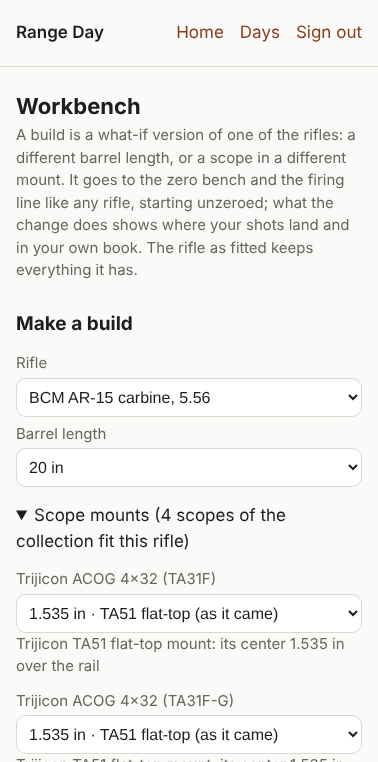 Range Day
Home Days Sign out
Workbench
A build is a what-if version of one of the rifles: a
different barrel length, or a scope in a different
mount. It goes to the zero bench and the firing
line like any rifle, starting unzeroed; what the
change does shows where your shots land and
in your own book. The rifle as fitted keeps
everything it has.
Make a build
Rifle
BCM AR-15 carbine, 5.56
Barrel length
20 in
▼ Scope mounts (4 scopes of the
collection fit this rifle)
Trijicon ACOG 4×32 (TA31F)
1.535 in · TA51 flat-top (as it came)
Trijicon TA51 flat-top mount: its center 1.535 in
over the rail
Trijicon ACOG 4×32 (TA31F-G)
1.535 in · TA51 flat-top (as it came)